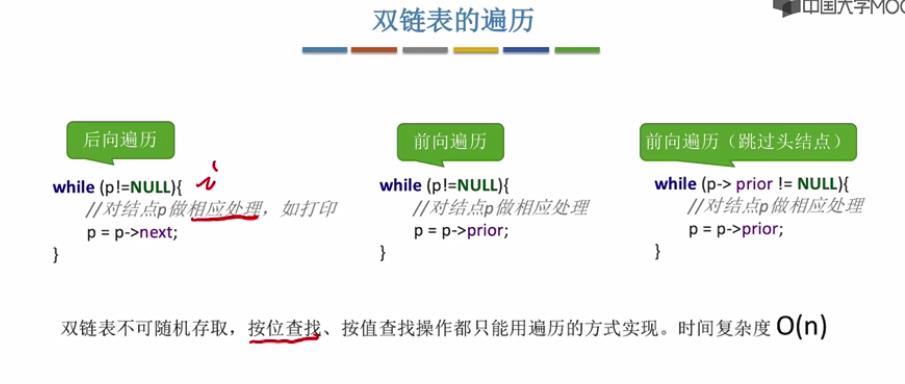 中国大学MOO
双链表的遍历
后向遍历
while (p!=NULL){
//对结点p做相应处理，如打印
p = p->next;
}
i
前向遍历
while (p!=NULL){
//对结点p做相应处理
p = p->prior;
}
前向遍历（跳过头结点）
while (p-> prior != NULL){
//对结点p做相应处理
p = p->prior;
}
双链表不可随机存取，按位查找、按值查找操作都只能用遍历的方式实现。时间复杂度 O(n)